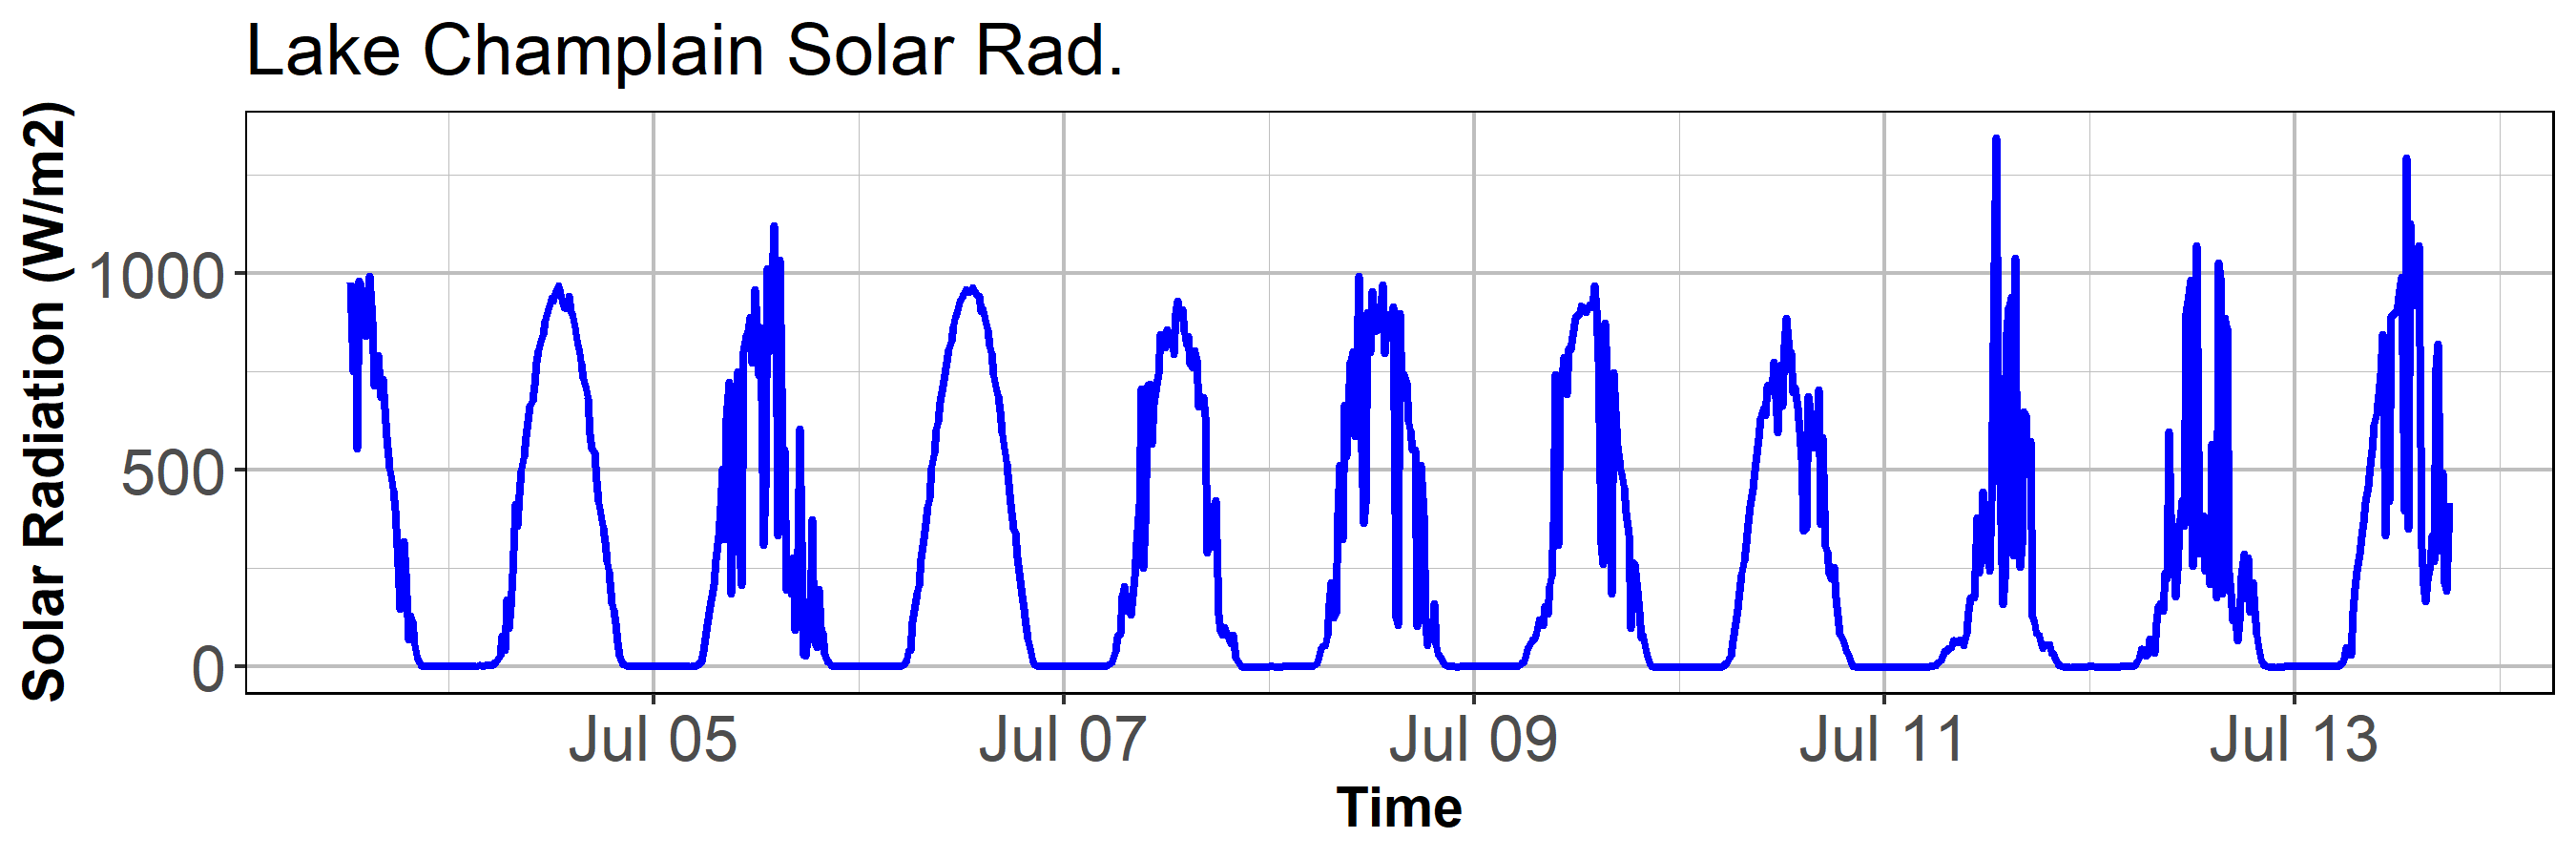 Lake Champlain Solar Rad.
Solar Radiation (W/m2)
1000
500
0
Jul 05 Jul 07 Jul 09 Jul 11 Jul 13
Time